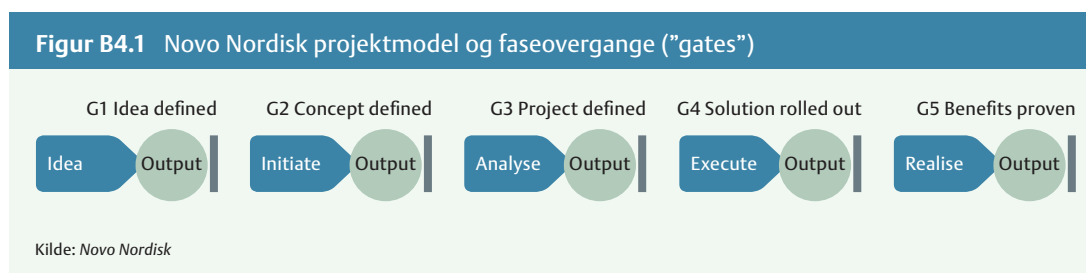 Figur B4.1 Novo Nordisk projektmodel og faseovergange (”gates”)
G1 Idea defined
G2 Concept defined
G3 Project defined
G4 Solution rolled out
G5 Benefits proven
Idea
Output
Initiate
Output
Analyse
Output
Execute
Output
Realise
Output
Kilde: Novo Nordisk